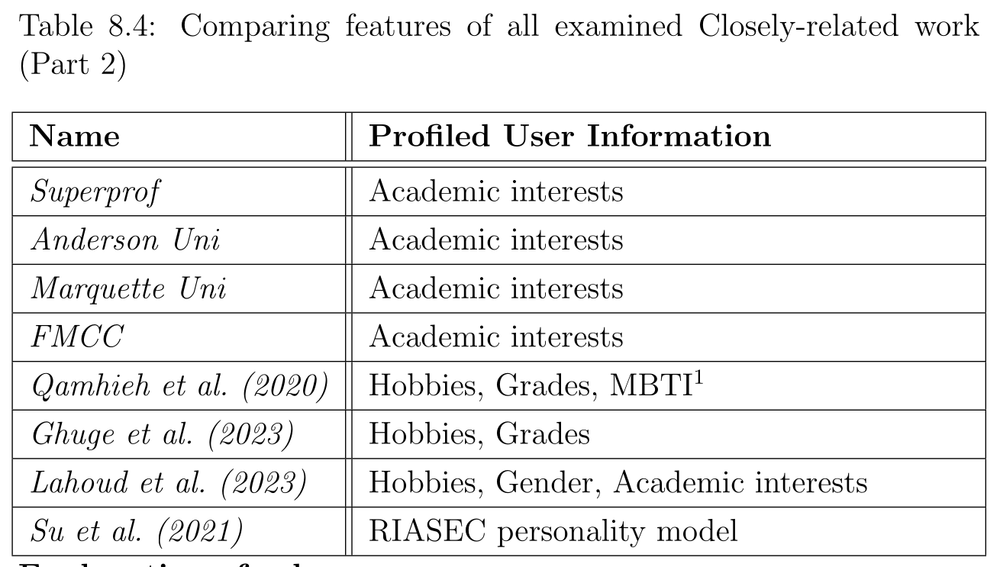 Table 8.4: Comparing features of all examined Closely-related work
(Part 2)
Name Profiled User Information
Superprof Academic interests
Anderson Uni Academic interests
Marquette Uni Academic interests
FMCC Academic interests
Qamhieh et al. (2020) Hobbies, Grades, MBTI¹
Ghuge et al. (2023) Hobbies, Grades
Lahoud et al. (2023) Hobbies, Gender, Academic interests
Su et al. (2021) RIASEC personality model